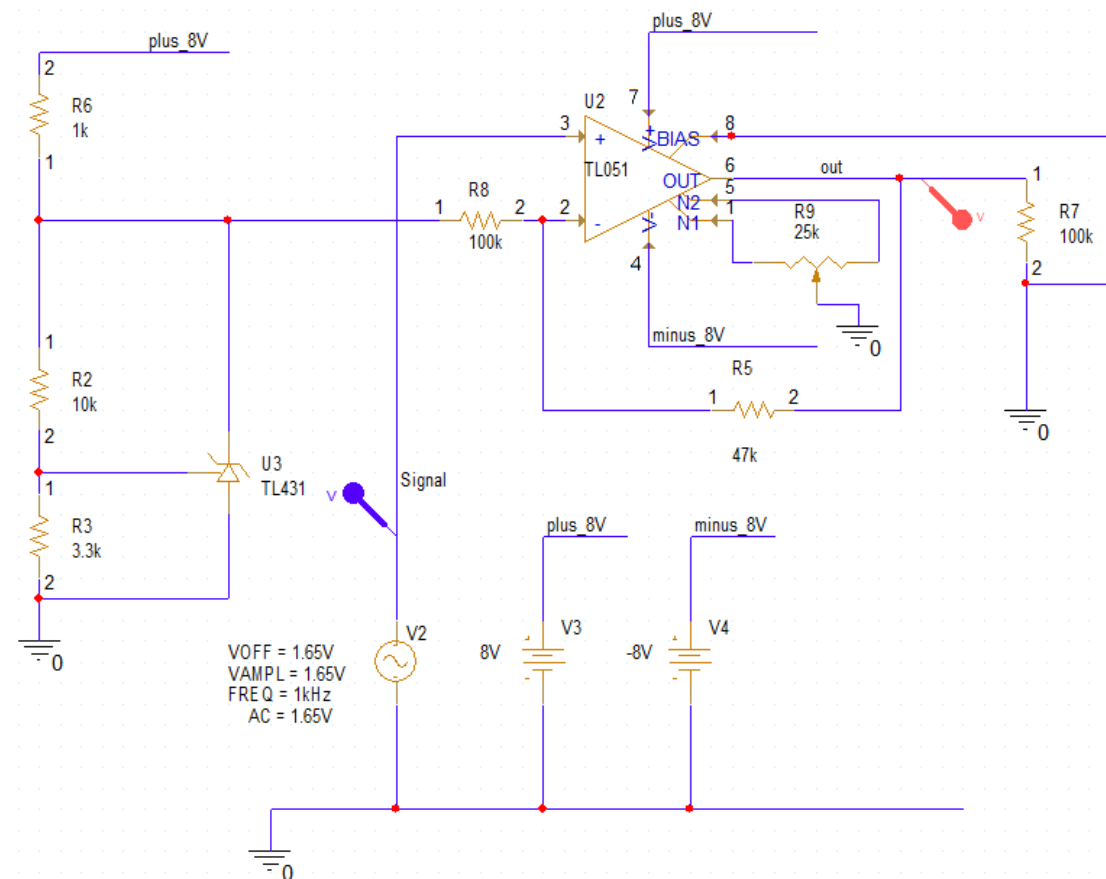 plus_8V
2
R6
1k
1
plus_8V
U2
7
3
+
V+
BIAS
8
TL051
OUT
6
out
1
R8
1
2
100k
2
-
V-
N2
5
N1
1
R9
25k
R7
100k
2
4
0
minus_8V
0
R5
1
2
47k
1
R2
10k
2
U3
TL431
1
R3
3.3k
2
0
Signal
V
V
plus_8V
minus_8V
V2
VOFF = 1.65V
VAMPL = 1.65V
FREQ = 1kHz
AC = 1.65V
8V
V3
-8V
V4
0